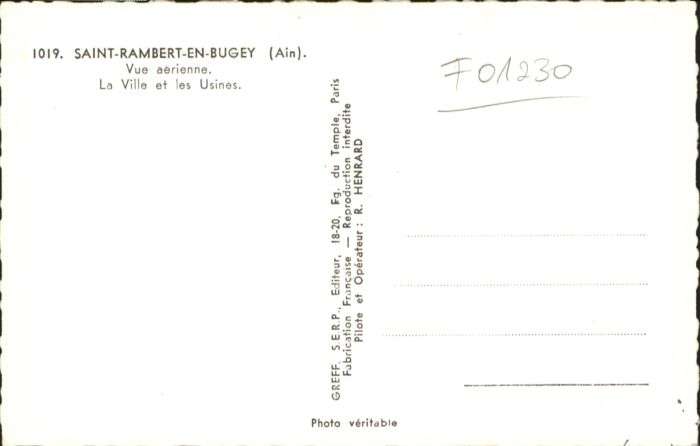 1019. SAINT-RAMBERT-EN-BUGEY (Ain).
Vue aérienne.
La Ville et les Usines.
F01230
GREFF, S.E.R.P., Editeur, 18-20, Fg. du Temple, Paris
Fabrication Française — Reproduction interdite
Pilote et Opérateur : R. HENRARD
Photo véritable